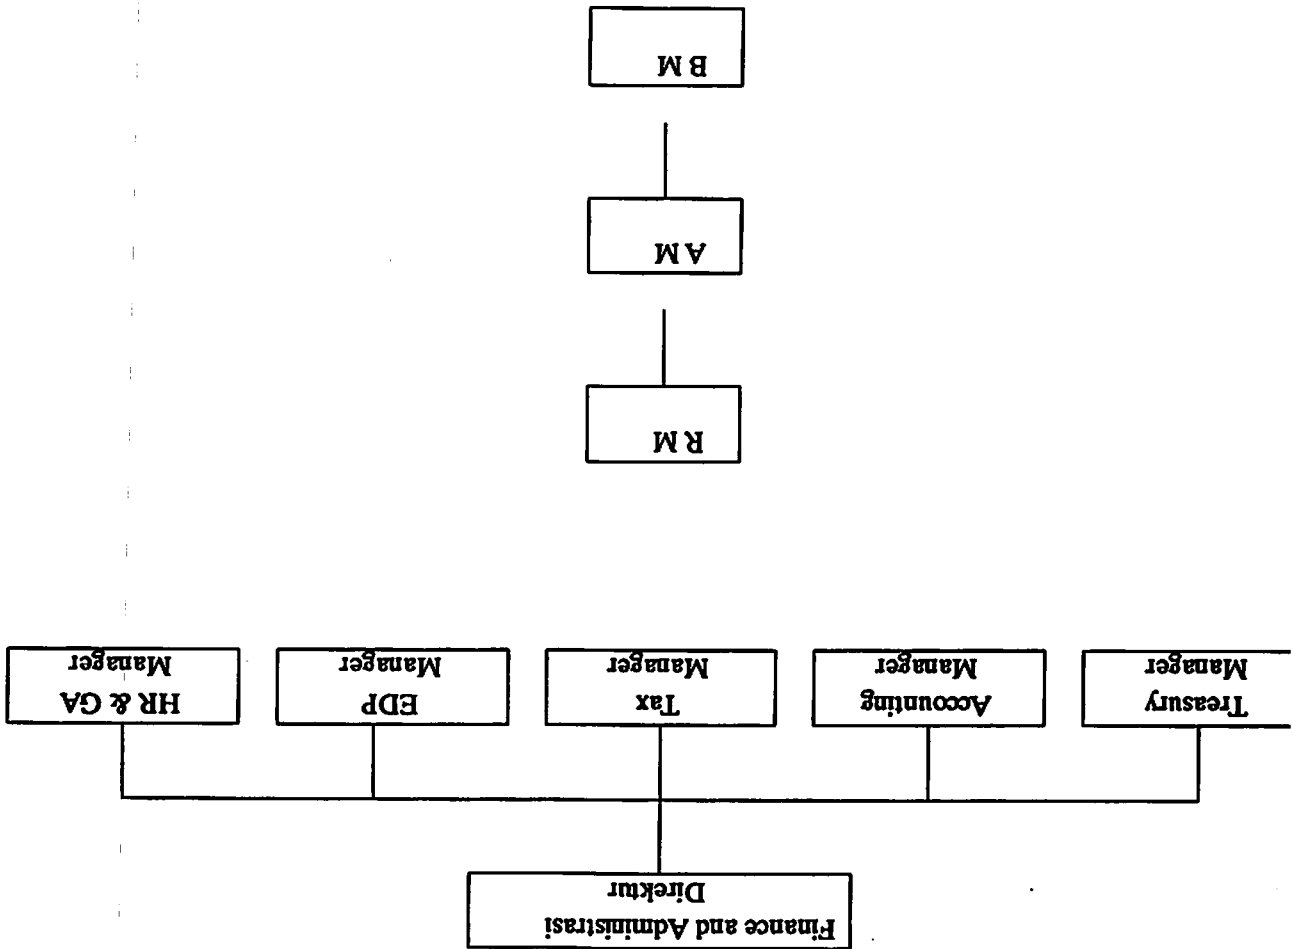 Finance and Administrasi
Direktur
Treasury
Manager
Accounting
Manager
Tax
Manager
EDP
Manager
HR & GA
Manager
R M
A M
B M